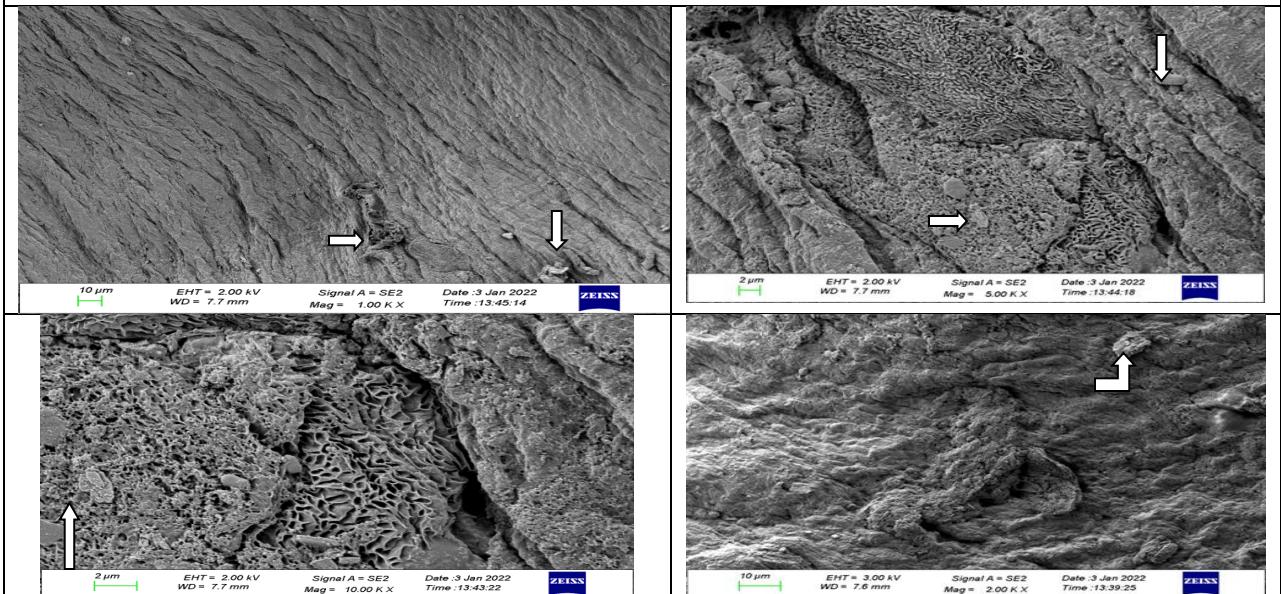 10 µm
EHT = 2.00 kV
WD = 7.7 mm
Signal A = SE2
Mag = 1.00 K X
Date :3 Jan 2022
Time :13:45:14
ZEISS
2 µm
EHT = 2.00 kV
WD = 7.7 mm
Signal A = SE2
Mag = 5.00 K X
Date :3 Jan 2022
Time :13:44:18
ZEISS
2 µm
EHT = 2.00 kV
WD = 7.7 mm
Signal A = SE2
Mag = 10.00 K X
Date :3 Jan 2022
Time :13:43:22
ZEISS
10 µm
EHT = 3.00 kV
WD = 7.6 mm
Signal A = SE2
Mag = 2.00 K X
Date :3 Jan 2022
Time :13:39:25
ZEISS